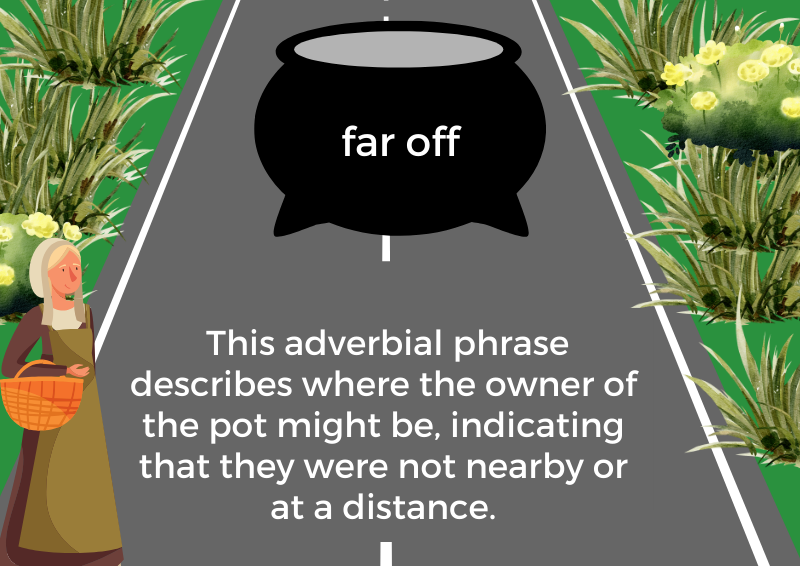 far off
This adverbial phrase
describes where the owner of
the pot might be, indicating
that they were not nearby or
at a distance.